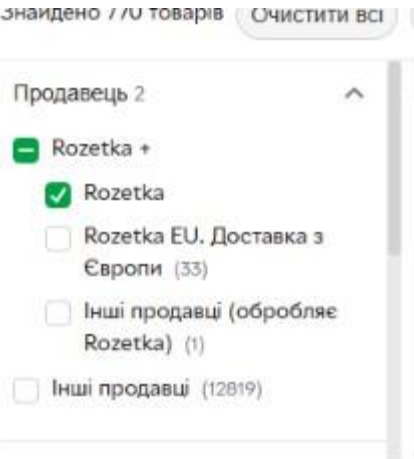 Знайдено 770 товарів Очистити всі
Продавець 2
Rozetka +
Rozetka
Rozetka EU. Доставка з
Європи (33)
Інші продавці (обробляє
Rozetka) (1)
Інші продавці (12819)